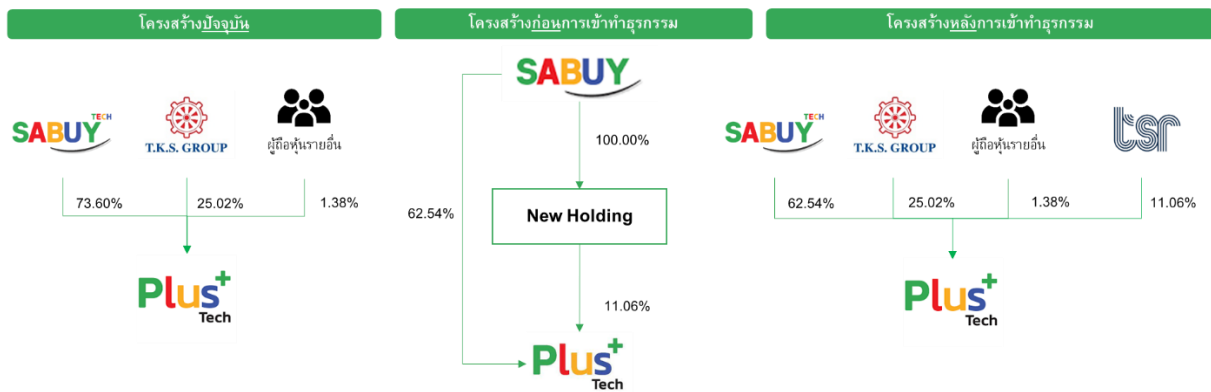 โครงสร้างปัจจุบัน
SABUY TECH
T.K.S. GROUP
ผู้ถือหุ้นรายอื่น
73.60%
25.02%
1.38%
Plus+
Tech
โครงสร้างก่อนการเข้าทำธุรกรรม
SABUY
100.00%
62.54%
New Holding
11.06%
Plus+
Tech
โครงสร้างหลังการเข้าทำธุรกรรม
SABUY TECH
T.K.S. GROUP
ผู้ถือหุ้นรายอื่น
tsr
62.54%
25.02%
1.38%
11.06%
Plus+
Tech